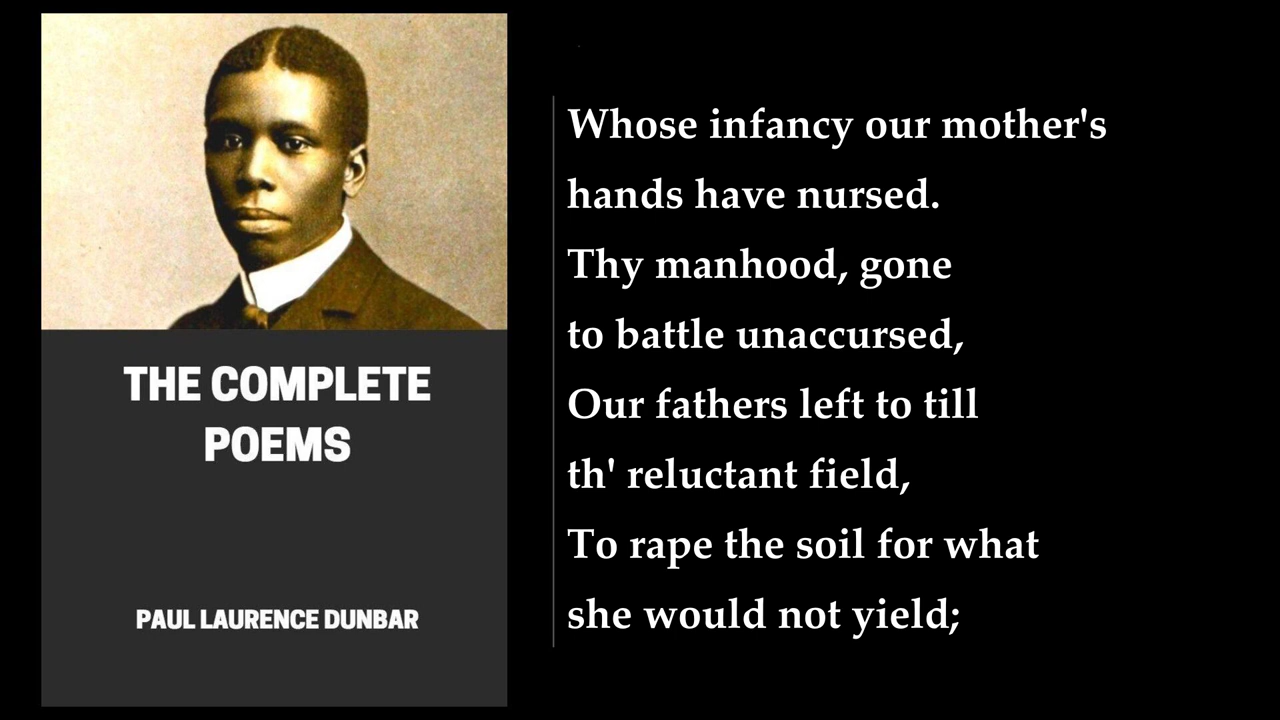 THE COMPLETE
POEMS
PAUL LAURENCE DUNBAR
Whose infancy our mother's
hands have nursed.
Thy manhood, gone
to battle unaccursed,
Our fathers left to till
th' reluctant field,
To rape the soil for what
she would not yield;